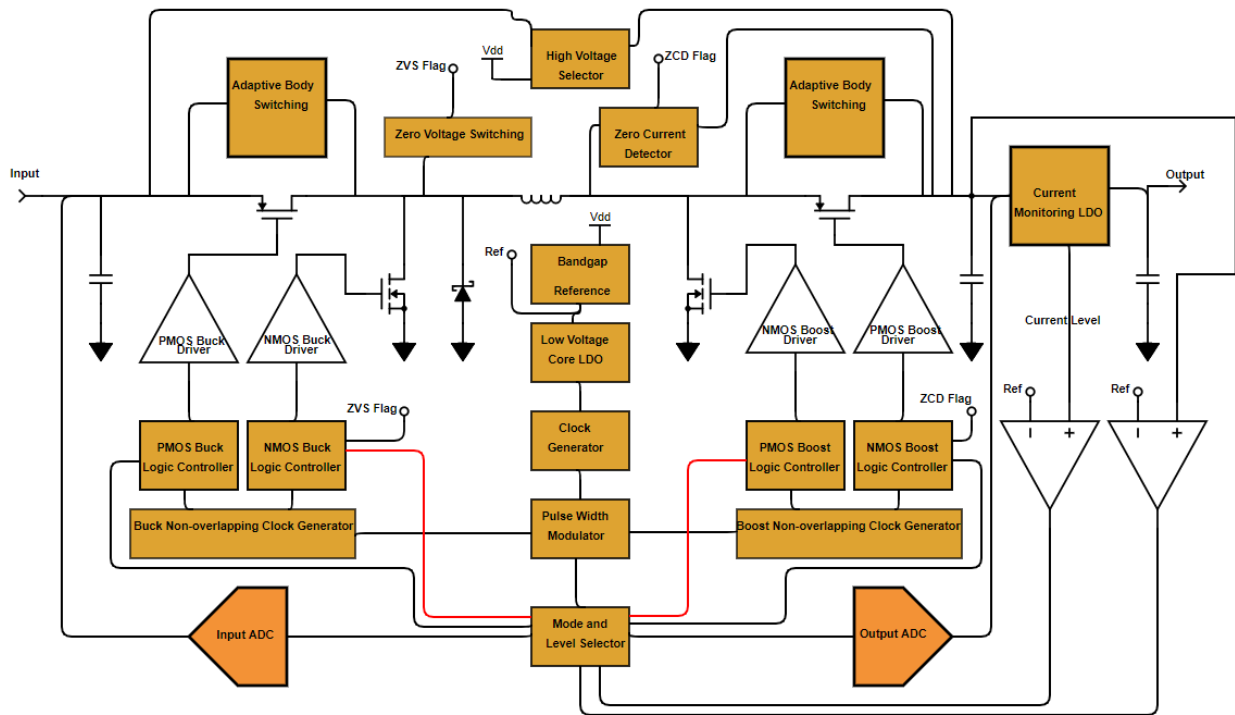 High Voltage
Selector
Vdd
ZVS Flag
ZCD Flag
Adaptive Body
Switching
Adaptive Body
Switching
Zero Voltage Switching
Zero Current
Detector
Input
Output
Current
Monitoring LDO
Vdd
Ref
Bandgap
Reference
PMOS Buck
Driver
NMOS Buck
Driver
Low Voltage
Core LDO
NMOS Boost
Driver
PMOS Boost
Driver
Current Level
ZVS Flag
Ref
Ref
ZCD Flag
PMOS Buck
Logic Controller
NMOS Buck
Logic Controller
Clock
Generator
PMOS Boost
Logic Controller
NMOS Boost
Logic Controller
Buck Non-overlapping Clock Generator
Pulse Width
Modulator
Boost Non-overlapping Clock Generator
Input ADC
Mode and
Level Selector
Output ADC